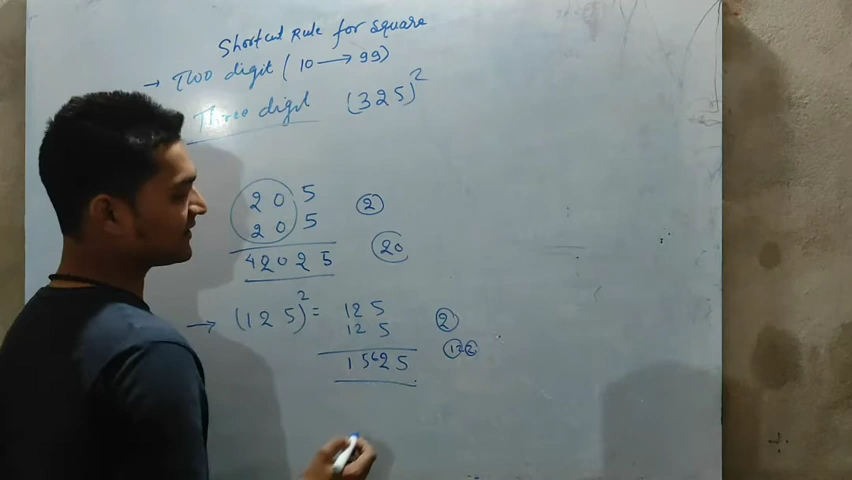 Shortcut Rule for square
→ Two digit ( 10 → 99)
Three digit (325)²
205
205 2
42025 20
→ (125)² = 125
125 2
15625